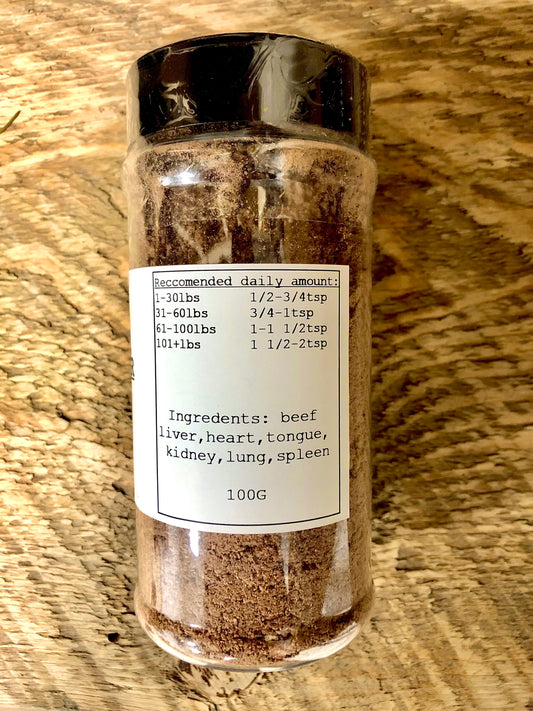 Reccomended daily amount:
1-30lbs 1/2-3/4tsp
31-60lbs 3/4-1tsp
61-100lbs 1-1 1/2tsp
101+lbs 1 1/2-2tsp
Ingredents: beef
liver,heart,tongue,
kidney,lung,spleen
100G